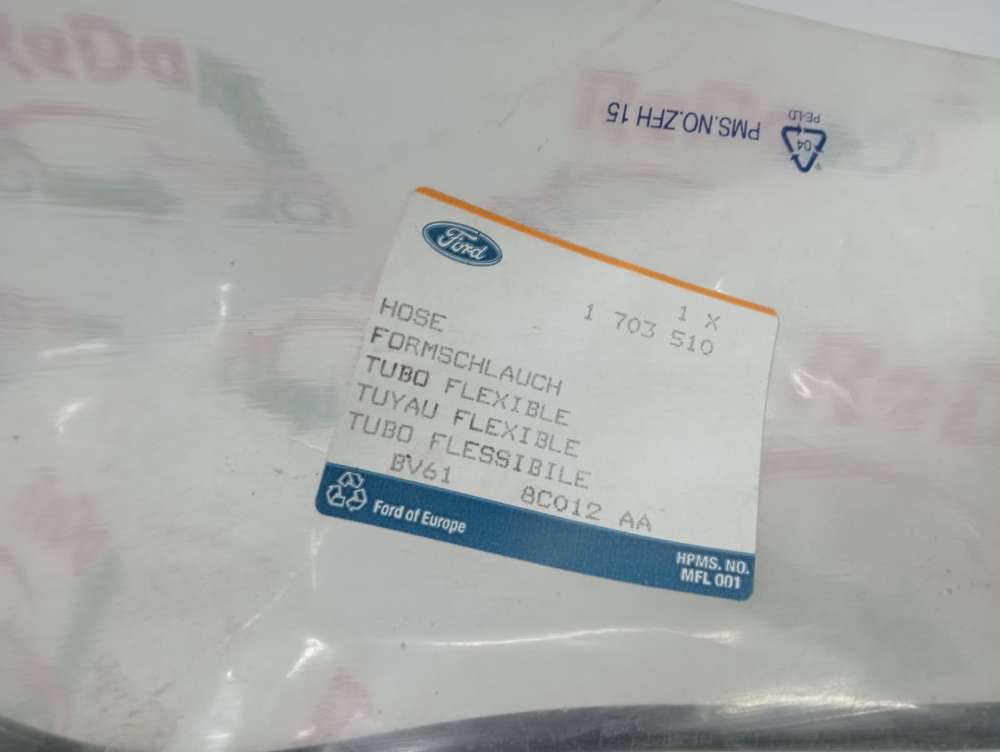 PMS.NO.ZFH 15
04
PE-LD
Ford
1 X
1 703 510
HOSE
FORMSCHLAUCH
TUBO FLEXIBLE
TUYAU FLEXIBLE
TUBO FLESSIBILE
BV61 8C012 AA
Ford of Europe
HPMS. NO.
MFL 001